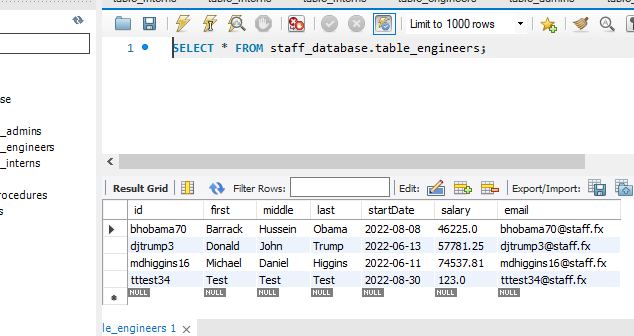 Limit to 1000 rows
1 SELECT * FROM staff_database.table_engineers;
se
_admins
_engineers
_interns
rocedures
s
Result Grid Filter Rows: Edit: Export/Import:
id first middle last startDate salary email
bhobama70 Barrack Hussein Obama 2022-08-08 46225.0 bhobama70@staff.fx
djtrump3 Donald John Trump 2022-06-13 57781.25 djtrump3@staff.fx
mdhiggins16 Michael Daniel Higgins 2022-06-11 74537.81 mdhiggins16@staff.fx
tttest34 Test Test Test 2022-08-30 123.0 tttest34@staff.fx
NULL NULL NULL NULL NULL NULL NULL
le_engineers 1